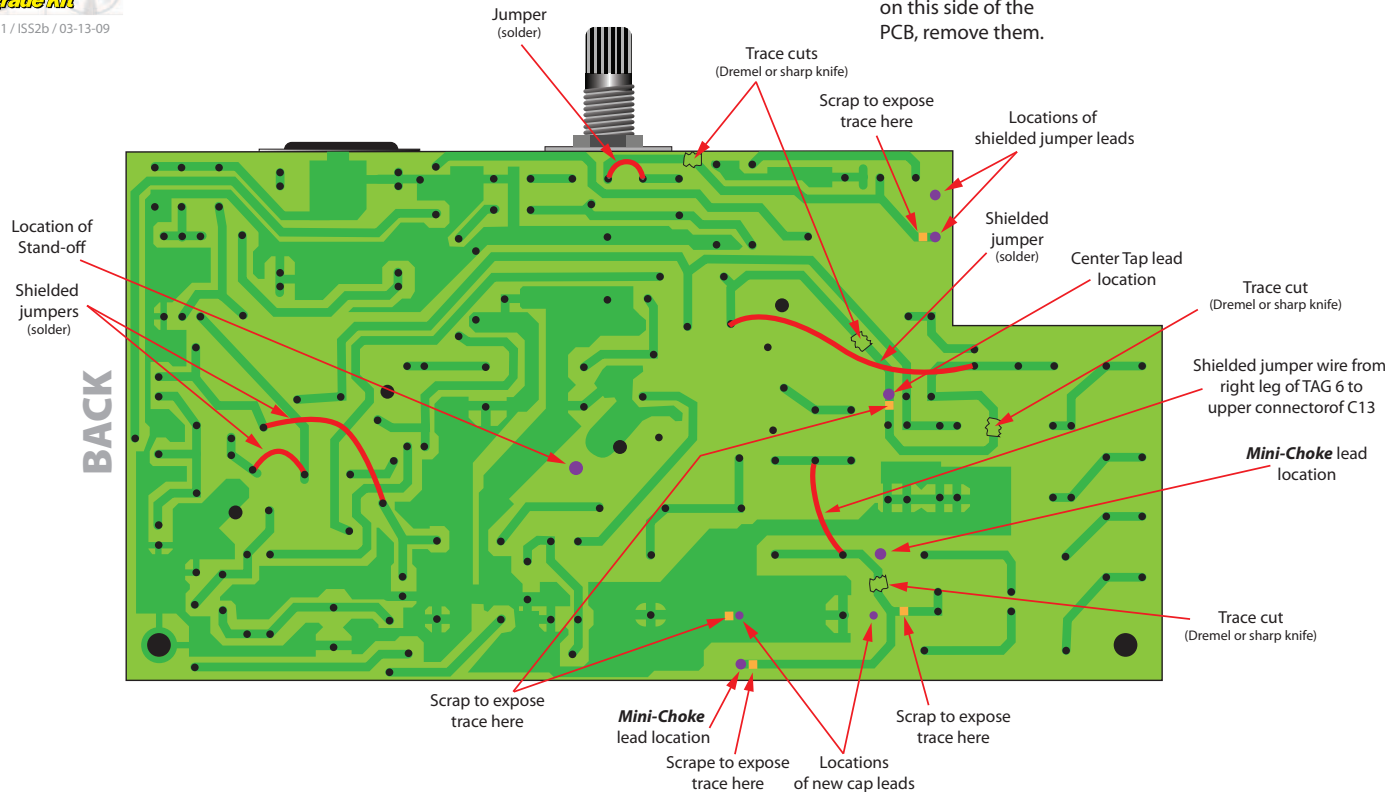 1 / ISS2b / 03-13-09
on this side of the
PCB, remove them.
Jumper
(solder)
Trace cuts
(Dremel or sharp knife)
Scrap to expose
trace here
Locations of
shielded jumper leads
Location of
Stand-off
Shielded
jumpers
(solder)
Shielded
jumper
(solder)
Center Tap lead
location
Trace cut
(Dremel or sharp knife)
Shielded jumper wire from
right leg of TAG 6 to
upper connectorof C13
BACK
Mini-Choke lead
location
Trace cut
(Dremel or sharp knife)
Scrap to expose
trace here
Mini-Choke
lead location
Scrape to expose
trace here
Locations
of new cap leads
Scrap to expose
trace here